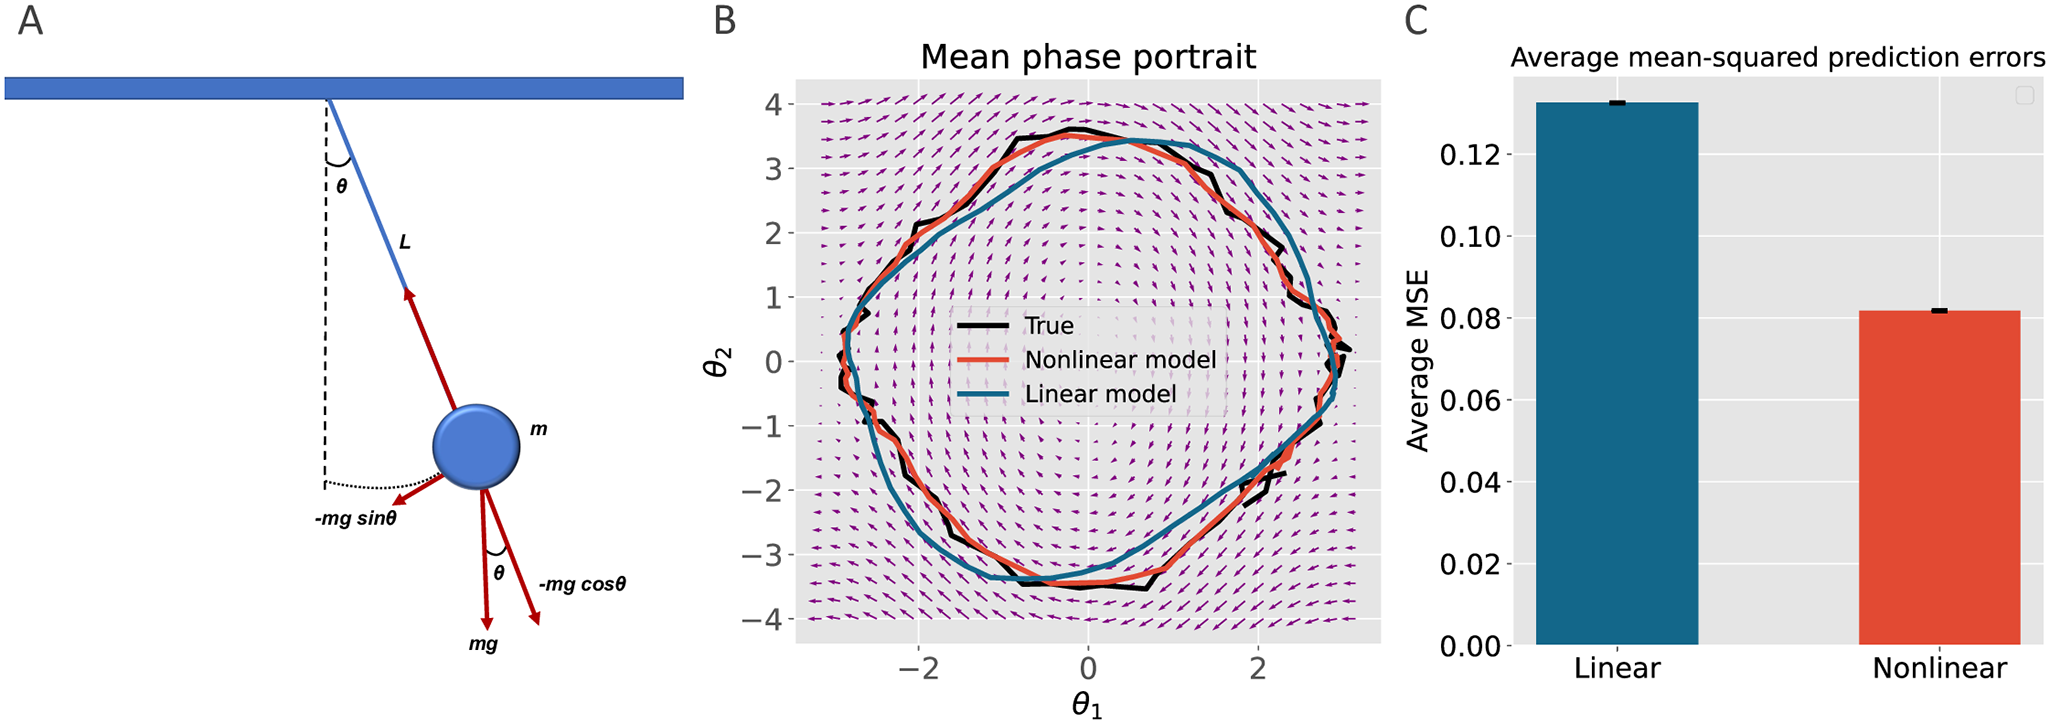 A
θ
L
m
-mg sinθ
θ
-mg cosθ
mg
B
Mean phase portrait
4
3
2
1
0
−1
−2
−3
−4
θ₂
True
Nonlinear model
Linear model
−2
0
2
θ₁
C
Average mean-squared prediction errors
0.12
0.10
0.08
0.06
0.04
0.02
0.00
Average MSE
Linear
Nonlinear